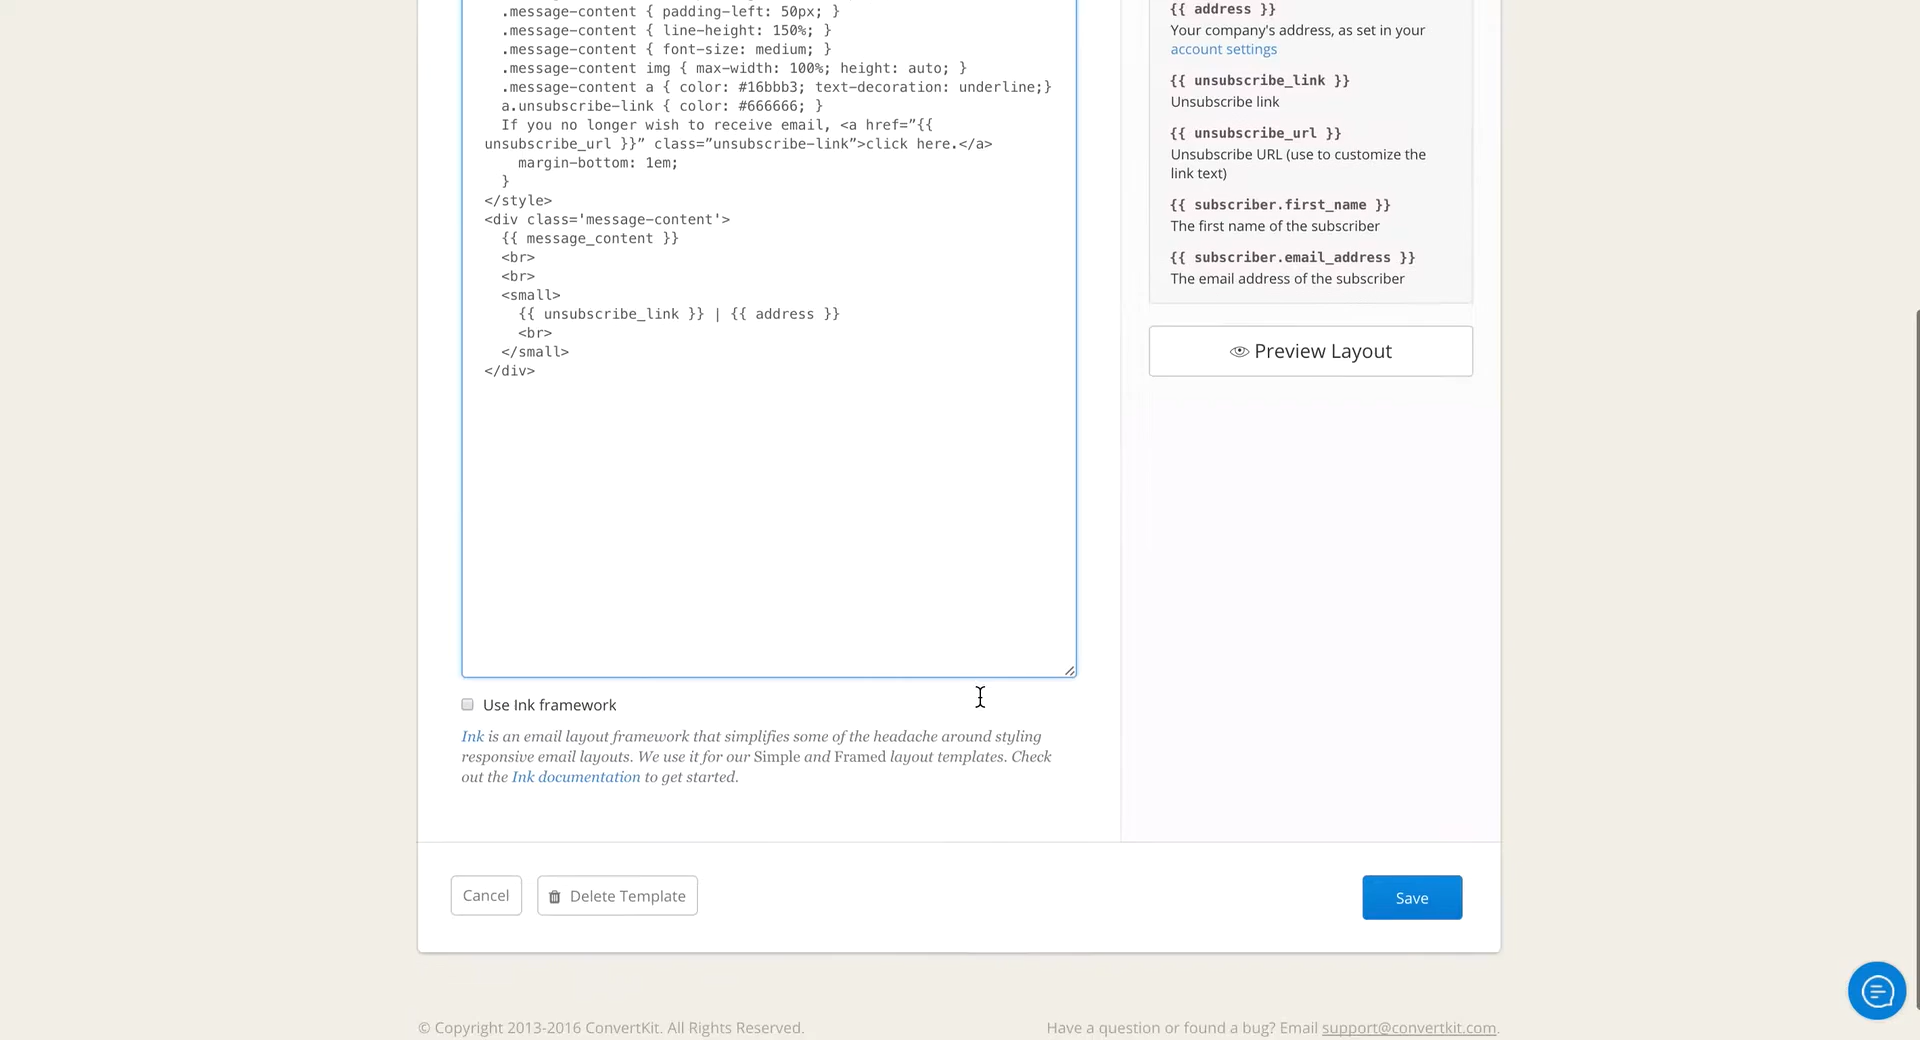 .message-content { padding-left: 50px; }
.message-content { line-height: 150%; }
.message-content { font-size: medium; }
.message-content img { max-width: 100%; height: auto; }
.message-content a { color: #16bbb3; text-decoration: underline;}
a.unsubscribe-link { color: #666666; }
If you no longer wish to receive email, <a href=”{{
unsubscribe_url }}” class=”unsubscribe-link”>click here.</a>
margin-bottom: 1em;
}
</style>
<div class='message-content'>
{{ message_content }}
<br>
<br>
<small>
{{ unsubscribe_link }} | {{ address }}
<br>
</small>
</div>
Use Ink framework
Ink is an email layout framework that simplifies some of the headache around styling
responsive email layouts. We use it for our Simple and Framed layout templates. Check
out the Ink documentation to get started.
{{ address }}
Your company's address, as set in your
account settings
{{ unsubscribe_link }}
Unsubscribe link
{{ unsubscribe_url }}
Unsubscribe URL (use to customize the
link text)
{{ subscriber.first_name }}
The first name of the subscriber
{{ subscriber.email_address }}
The email address of the subscriber
Preview Layout
Cancel
Delete Template
Save
© Copyright 2013-2016 ConvertKit. All Rights Reserved.
Have a question or found a bug? Email support@convertkit.com.